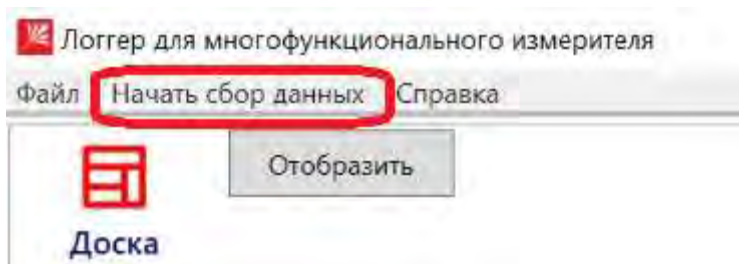 Логгер для многофункционального измерителя
Файл Начать сбор данных Справка
Отобразить
Доска